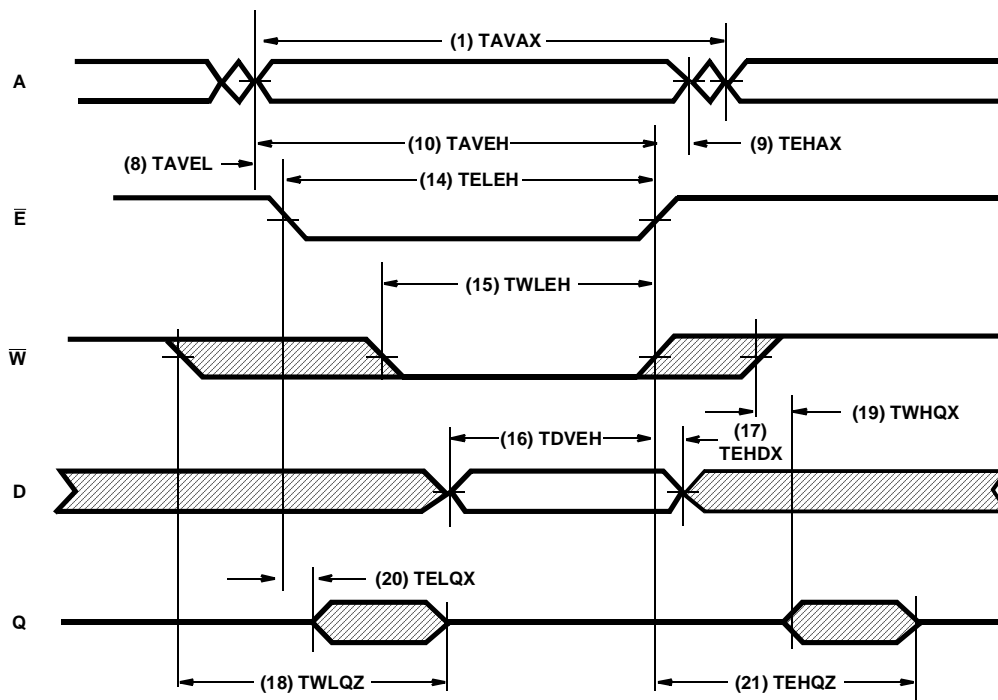 (1) TAVAX
A
(10) TAVEH
(9) TEHAX
(8) TAVEL
(14) TELEH
E̅
(15) TWLEH
W̅
(19) TWHQX
(16) TDVEH
(17)
TEHDX
D
(20) TELQX
Q
(18) TWLQZ
(21) TEHQZ